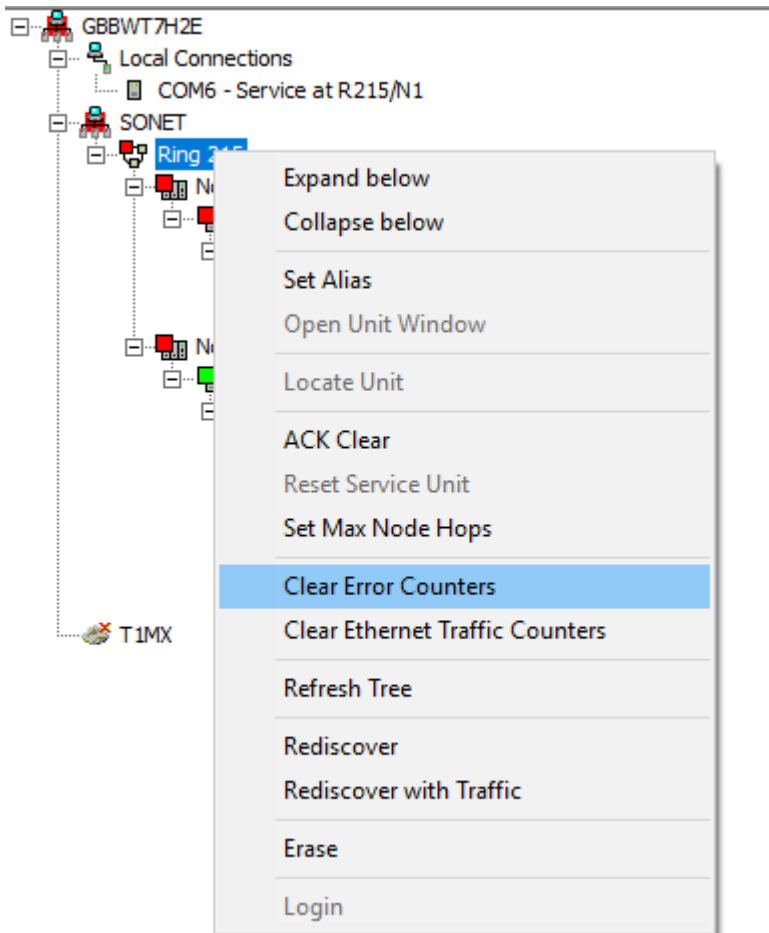 GBBWT7H2E
Local Connections
COM6 - Service at R215/N1
SONET
Ring 215
Expand below
Collapse below
Set Alias
Open Unit Window
Locate Unit
ACK Clear
Reset Service Unit
Set Max Node Hops
Clear Error Counters
Clear Ethernet Traffic Counters
T1MX
Refresh Tree
Rediscover
Rediscover with Traffic
Erase
Login